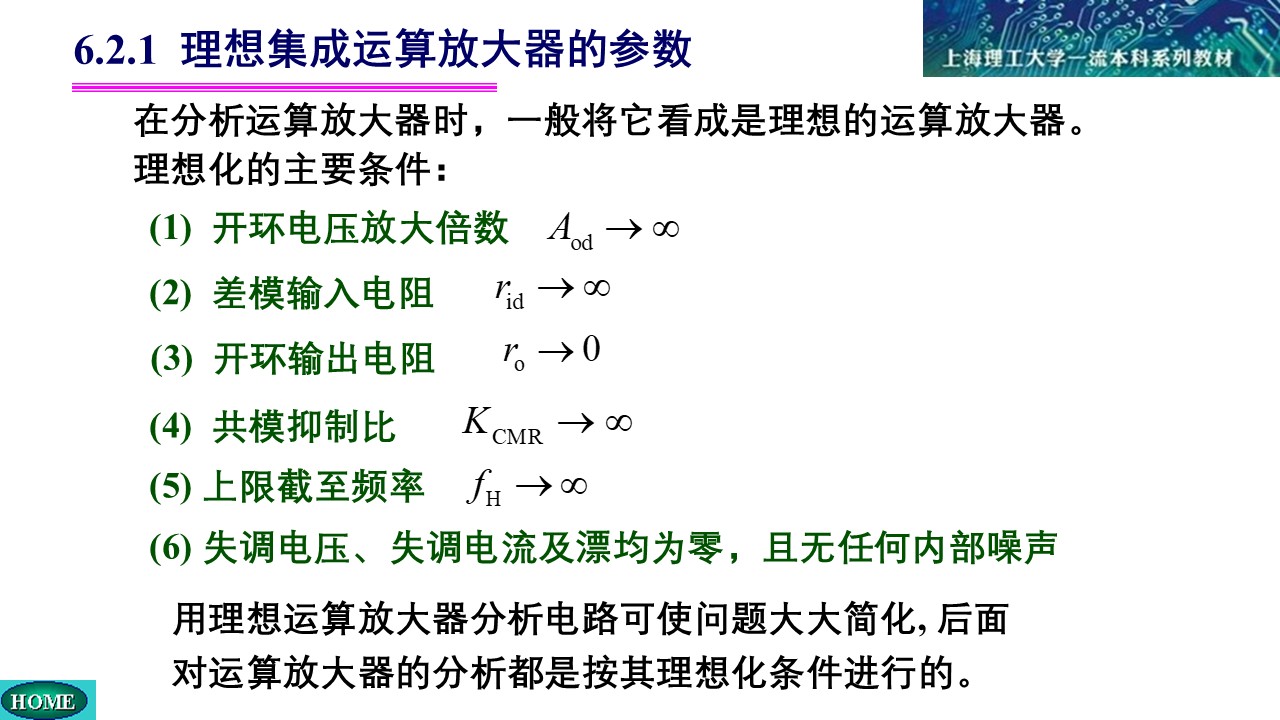 6.2.1 理想集成运算放大器的参数
上海理工大学一流本科系列教材
在分析运算放大器时，一般将它看成是理想的运算放大器。
理想化的主要条件：
(1) 开环电压放大倍数 A_od → ∞
(2) 差模输入电阻 r_id → ∞
(3) 开环输出电阻 r_o → 0
(4) 共模抑制比 K_CMR → ∞
(5) 上限截至频率 f_H → ∞
(6) 失调电压、失调电流及漂均为零，且无任何内部噪声
用理想运算放大器分析电路可使问题大大简化, 后面
对运算放大器的分析都是按其理想化条件进行的。
HOME